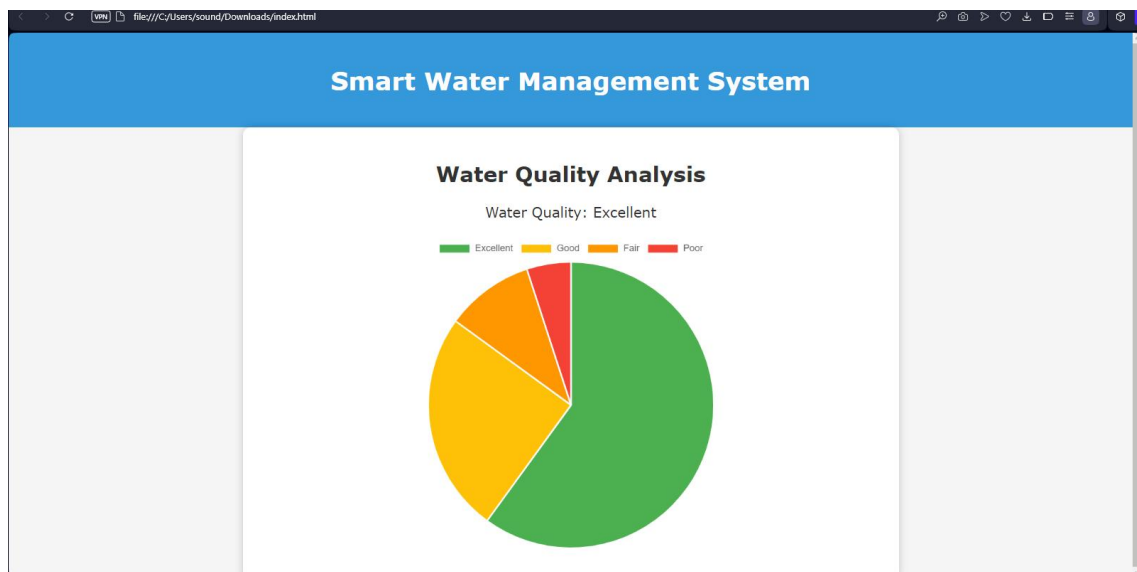 VPN file:///C:/Users/sound/Downloads/index.html
Smart Water Management System
Water Quality Analysis
Water Quality: Excellent
Excellent Good Fair Poor